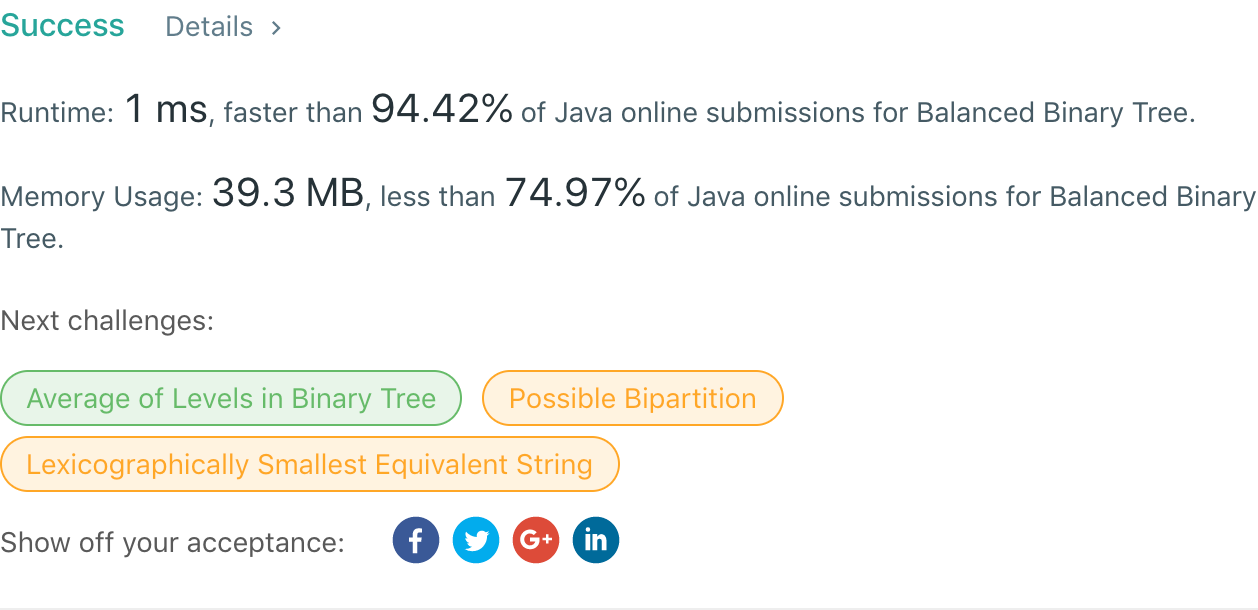 Success Details >
Runtime: 1 ms, faster than 94.42% of Java online submissions for Balanced Binary Tree.
Memory Usage: 39.3 MB, less than 74.97% of Java online submissions for Balanced Binary
Tree.
Next challenges:
Average of Levels in Binary Tree Possible Bipartition
Lexicographically Smallest Equivalent String
Show off your acceptance: f G+ in